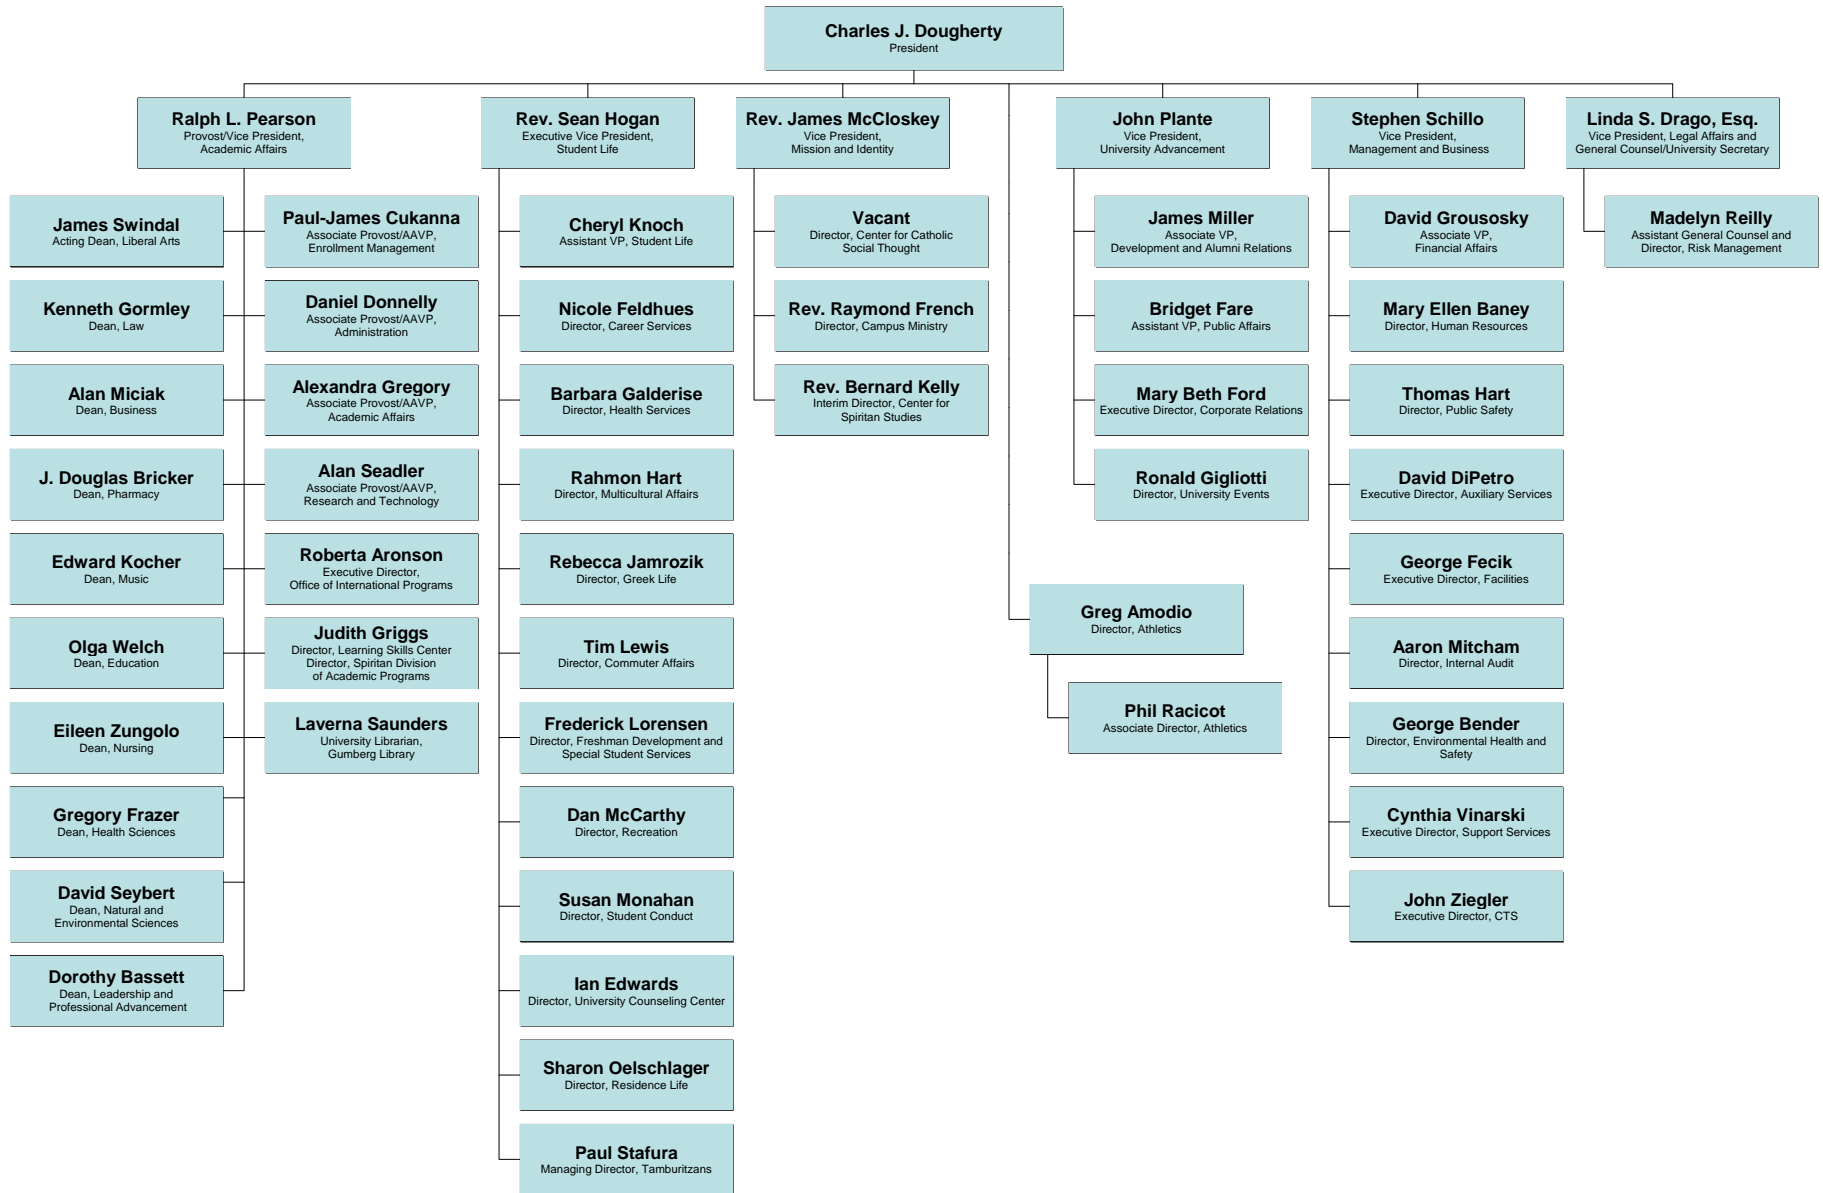 Charles J. Dougherty
President
Ralph L. Pearson
Provost/Vice President,
Academic Affairs
Rev. Sean Hogan
Executive Vice President,
Student Life
Rev. James McCloskey
Vice President,
Mission and Identity
John Plante
Vice President,
University Advancement
Stephen Schillo
Vice President,
Management and Business
Linda S. Drago, Esq.
Vice President, Legal Affairs and
General Counsel/University Secretary
James Swindal
Acting Dean, Liberal Arts
Kenneth Gormley
Dean, Law
Alan Miciak
Dean, Business
J. Douglas Bricker
Dean, Pharmacy
Edward Kocher
Dean, Music
Olga Welch
Dean, Education
Eileen Zungolo
Dean, Nursing
Gregory Frazer
Dean, Health Sciences
David Seybert
Dean, Natural and
Environmental Sciences
Dorothy Bassett
Dean, Leadership and
Professional Advancement
Paul-James Cukanna
Associate Provost/AAVP,
Enrollment Management
Daniel Donnelly
Associate Provost/AAVP,
Administration
Alexandra Gregory
Associate Provost/AAVP,
Academic Affairs
Alan Seadler
Associate Provost/AAVP,
Research and Technology
Roberta Aronson
Executive Director,
Office of International Programs
Judith Griggs
Director, Learning Skills Center
Director, Spiritan Division
of Academic Programs
Laverna Saunders
University Librarian,
Gumberg Library
Cheryl Knoch
Assistant VP, Student Life
Nicole Feldhues
Director, Career Services
Barbara Galderise
Director, Health Services
Rahmon Hart
Director, Multicultural Affairs
Rebecca Jamrozik
Director, Greek Life
Tim Lewis
Director, Commuter Affairs
Frederick Lorensen
Director, Freshman Development and
Special Student Services
Dan McCarthy
Director, Recreation
Susan Monahan
Director, Student Conduct
Ian Edwards
Director, University Counseling Center
Sharon Oelschlager
Director, Residence Life
Paul Stafura
Managing Director, Tamburitzans
Vacant
Director, Center for Catholic
Social Thought
Rev. Raymond French
Director, Campus Ministry
Rev. Bernard Kelly
Interim Director, Center for
Spiritan Studies
Greg Amodio
Director, Athletics
Phil Racicot
Associate Director, Athletics
James Miller
Associate VP,
Development and Alumni Relations
Bridget Fare
Assistant VP, Public Affairs
Mary Beth Ford
Executive Director, Corporate Relations
Ronald Gigliotti
Director, University Events
David Grousosky
Associate VP,
Financial Affairs
Mary Ellen Baney
Director, Human Resources
Thomas Hart
Director, Public Safety
David DiPetro
Executive Director, Auxiliary Services
George Fecik
Executive Director, Facilities
Aaron Mitcham
Director, Internal Audit
George Bender
Director, Environmental Health and
Safety
Cynthia Vinarski
Executive Director, Support Services
John Ziegler
Executive Director, CTS
Madelyn Reilly
Assistant General Counsel and
Director, Risk Management